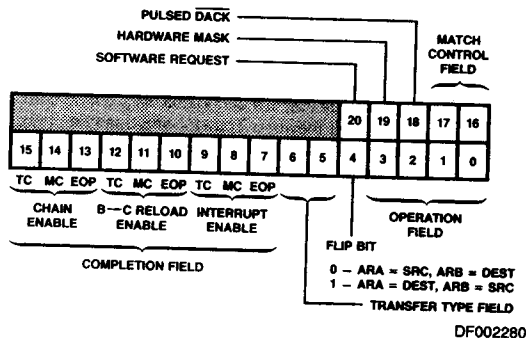 PULSED DACK
HARDWARE MASK
SOFTWARE REQUEST
MATCH
CONTROL
FIELD
20 19 18 17 16
15 14 13 12 11 10 9 8 7 6 5 4 3 2 1 0
TC MC EOP TC MC EOP TC MC EOP
CHAIN
ENABLE
B--C RELOAD
ENABLE
INTERRUPT
ENABLE
OPERATION
FIELD
FLIP BIT
COMPLETION FIELD
0 - ARA = SRC, ARB = DEST
1 - ARA = DEST, ARB = SRC
TRANSFER TYPE FIELD
DF002280